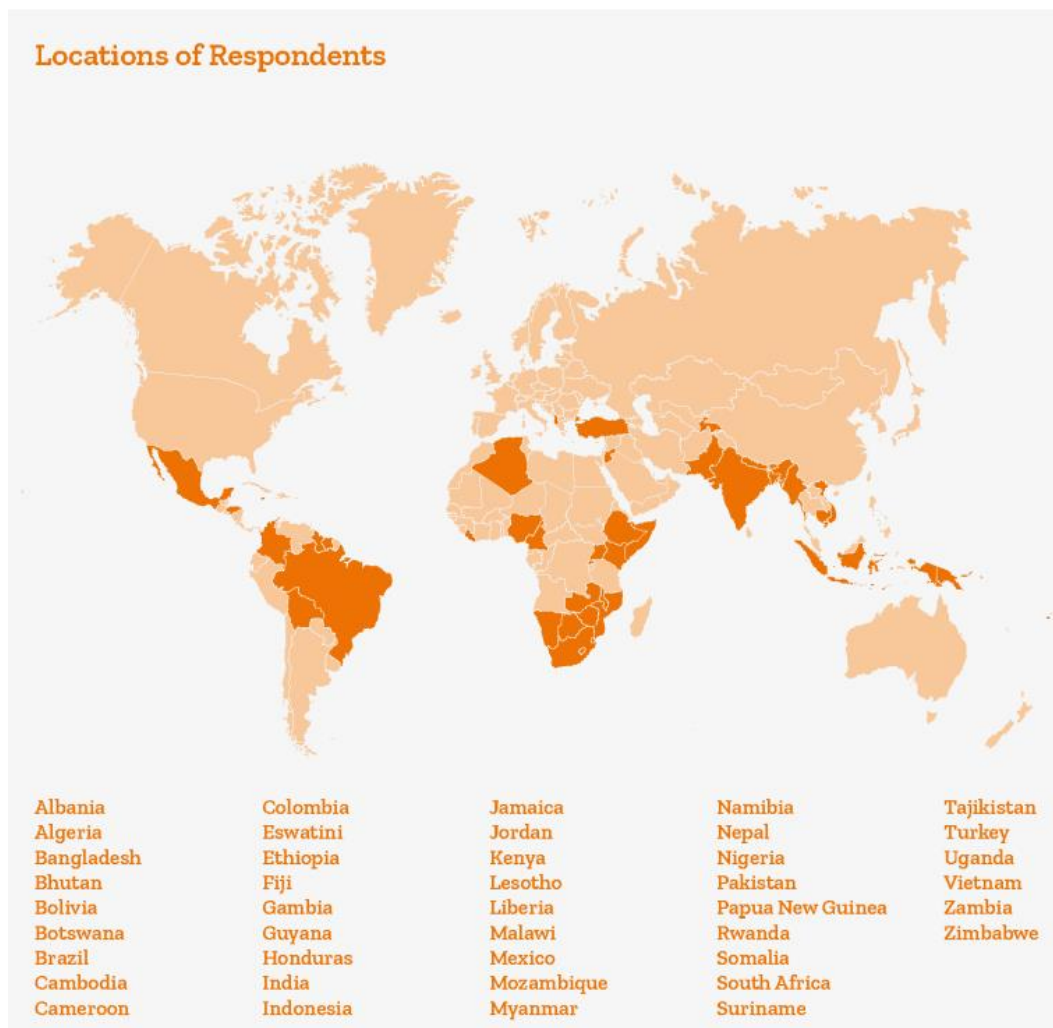 Locations of Respondents
Albania
Algeria
Bangladesh
Bhutan
Bolivia
Botswana
Brazil
Cambodia
Cameroon
Colombia
Eswatini
Ethiopia
Fiji
Gambia
Guyana
Honduras
India
Indonesia
Jamaica
Jordan
Kenya
Lesotho
Liberia
Malawi
Mexico
Mozambique
Myanmar
Namibia
Nepal
Nigeria
Pakistan
Papua New Guinea
Rwanda
Somalia
South Africa
Suriname
Tajikistan
Turkey
Uganda
Vietnam
Zambia
Zimbabwe